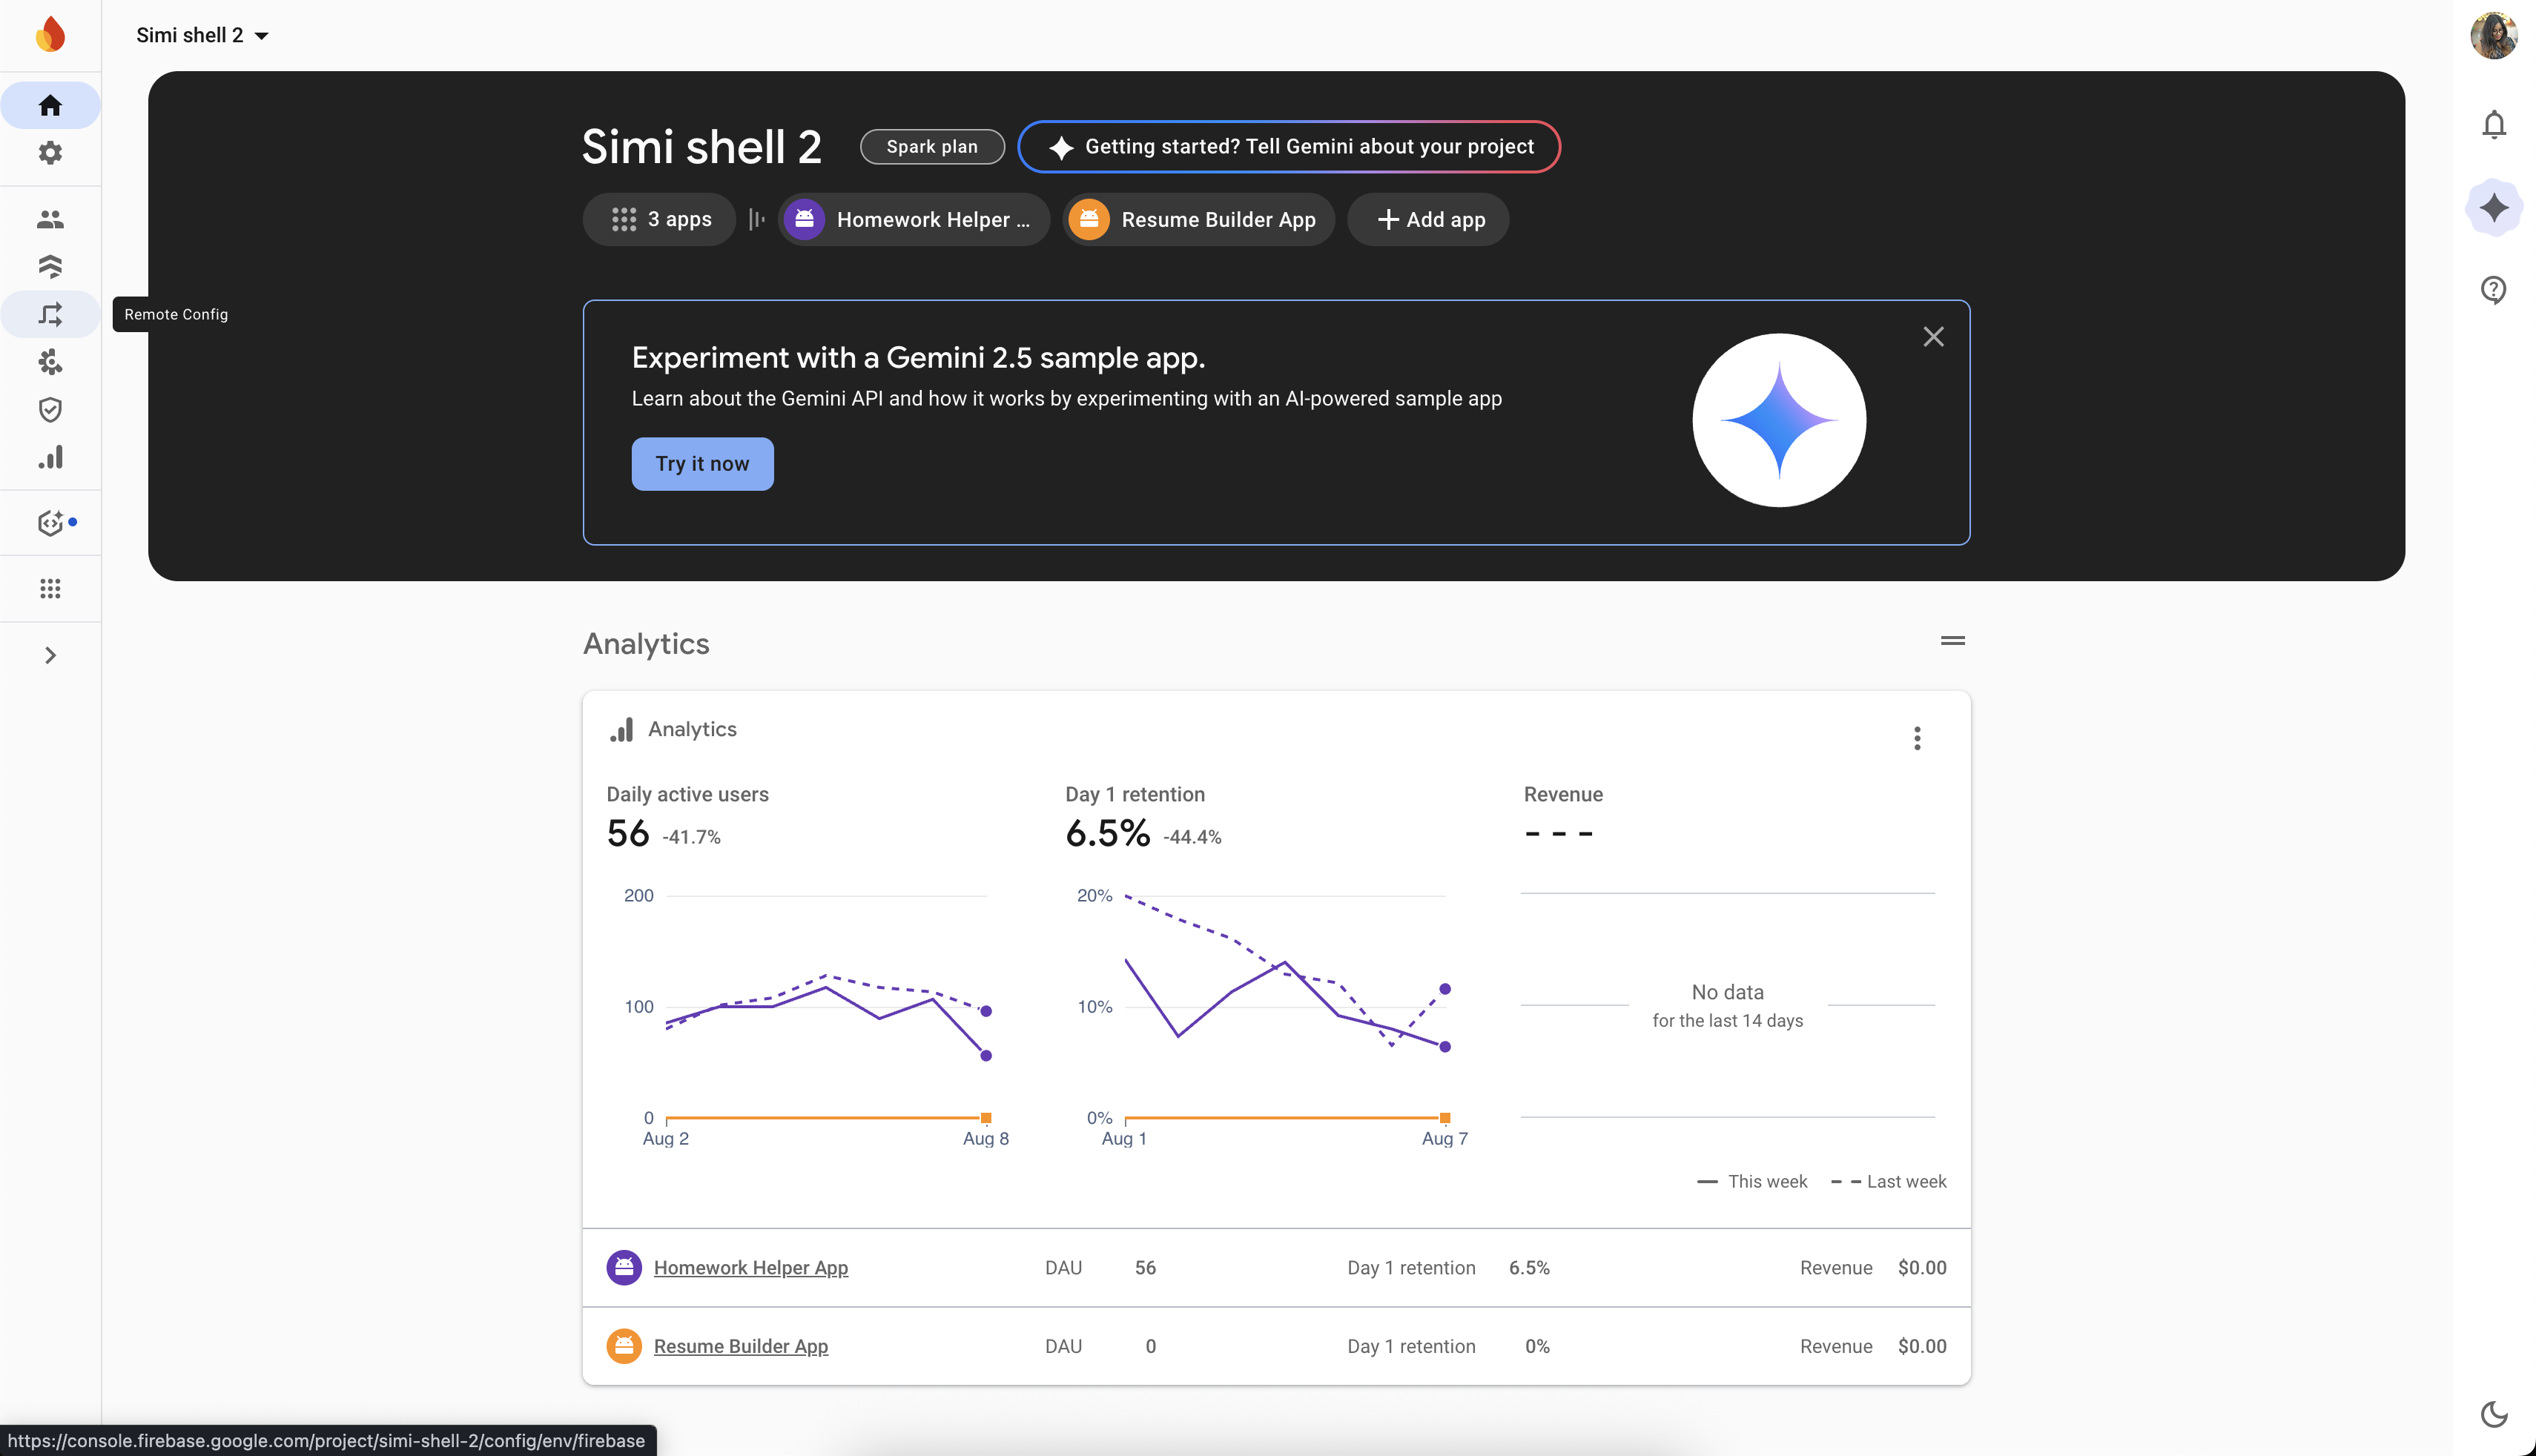 Simi shell 2
Simi shell 2
Spark plan
Getting started? Tell Gemini about your project
3 apps
Homework Helper ...
Resume Builder App
Add app
Remote Config
Experiment with a Gemini 2.5 sample app.
Learn about the Gemini API and how it works by experimenting with an AI-powered sample app
Try it now
Analytics
Analytics
Daily active users
56 -41.7%
200
100
0
Aug 2
Aug 8
Day 1 retention
6.5% -44.4%
20%
10%
0%
Aug 1
Aug 7
Revenue
- - -
No data
for the last 14 days
This week
Last week
Homework Helper App DAU 56 Day 1 retention 6.5% Revenue $0.00
Resume Builder App DAU 0 Day 1 retention 0% Revenue $0.00
https://console.firebase.google.com/project/simi-shell-2/config/env/firebase